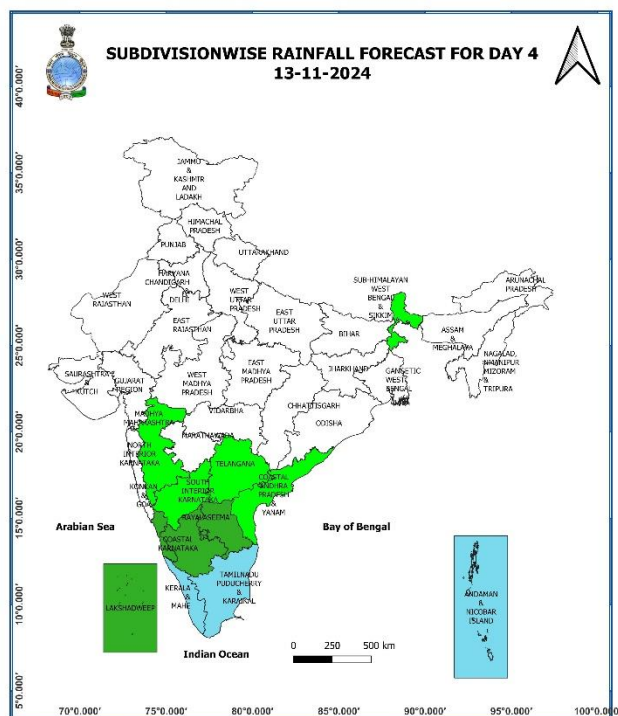 SUBDIVISIONWISE RAINFALL FORECAST FOR DAY 4
13-11-2024
40°0.000'
35°0.000'
30°0.000'
25°0.000'
20°0.000'
15°0.000'
10°0.000'
5°0.000'
JAMMU
&
KASHMIR
AND
LADAKH
HIMACHAL
PRADESH
PUNJAB
UTTARAKHAND
HARYANA
CHANDIGARH
&
DELHI
WEST
RAJASTHAN
WEST
UTTAR
PRADESH
EAST
RAJASTHAN
EAST
UTTAR
PRADESH
SUB-HIMALAYAN
WEST
BENGAL
&
SIKKIM
ARUNACHAL
PRADESH
BIHAR
ASSAM
&
MEGHALAYA
NAGALAD,
MANIPUR
MIZORAM
&
TRIPURA
SAURASHTRA
&
KUTCH
GUJARAT
REGION
WEST
MADHYA
PRADESH
EAST
MADHYA
PRADESH
JHARKHAND
GANGETIC
WEST
BENGAL
CHHATTISGARH
ODISHA
VIDARBHA
MADHYA
MAHARASHTRA
MARATHAWADA
NORTH
INTERIOR
KARNATAKA
TELANGANA
KONKAN
&
GOA
SOUTH
INTERIOR
KARNATAKA
COASTAL
ANDHRA
PRADESH
&
YANAM
RAYALASEEMA
COASTAL
KARNATAKA
Arabian Sea
Bay of Bengal
LAKSHADWEEP
KERALA
&
MAHE
TAMILNADU
PUDUCHERRY
&
KARAIKAL
ANDAMAN
&
NICOBAR
ISLAND
Indian Ocean
0 250 500 km
70°0.000' 75°0.000' 80°0.000' 85°0.000' 90°0.000' 95°0.000' 100°0.000'